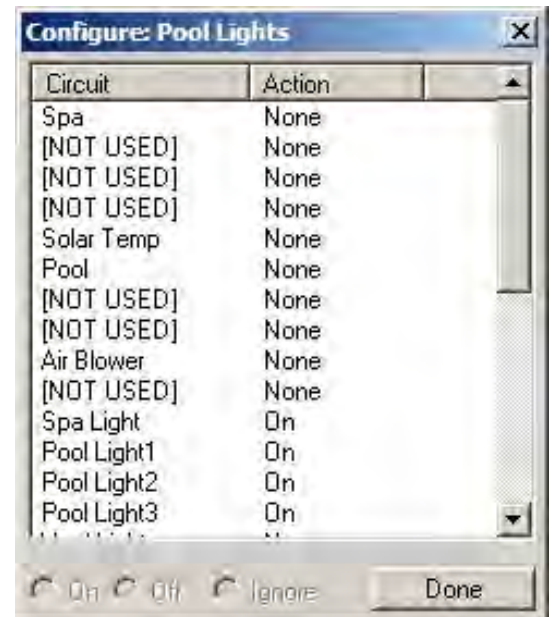 Configure: Pool Lights
Circuit Action
Spa None
[NOT USED] None
[NOT USED] None
[NOT USED] None
Solar Temp None
Pool None
[NOT USED] None
[NOT USED] None
Air Blower None
[NOT USED] None
Spa Light On
Pool Light1 On
Pool Light2 On
Pool Light3 On
On Off Ignore Done